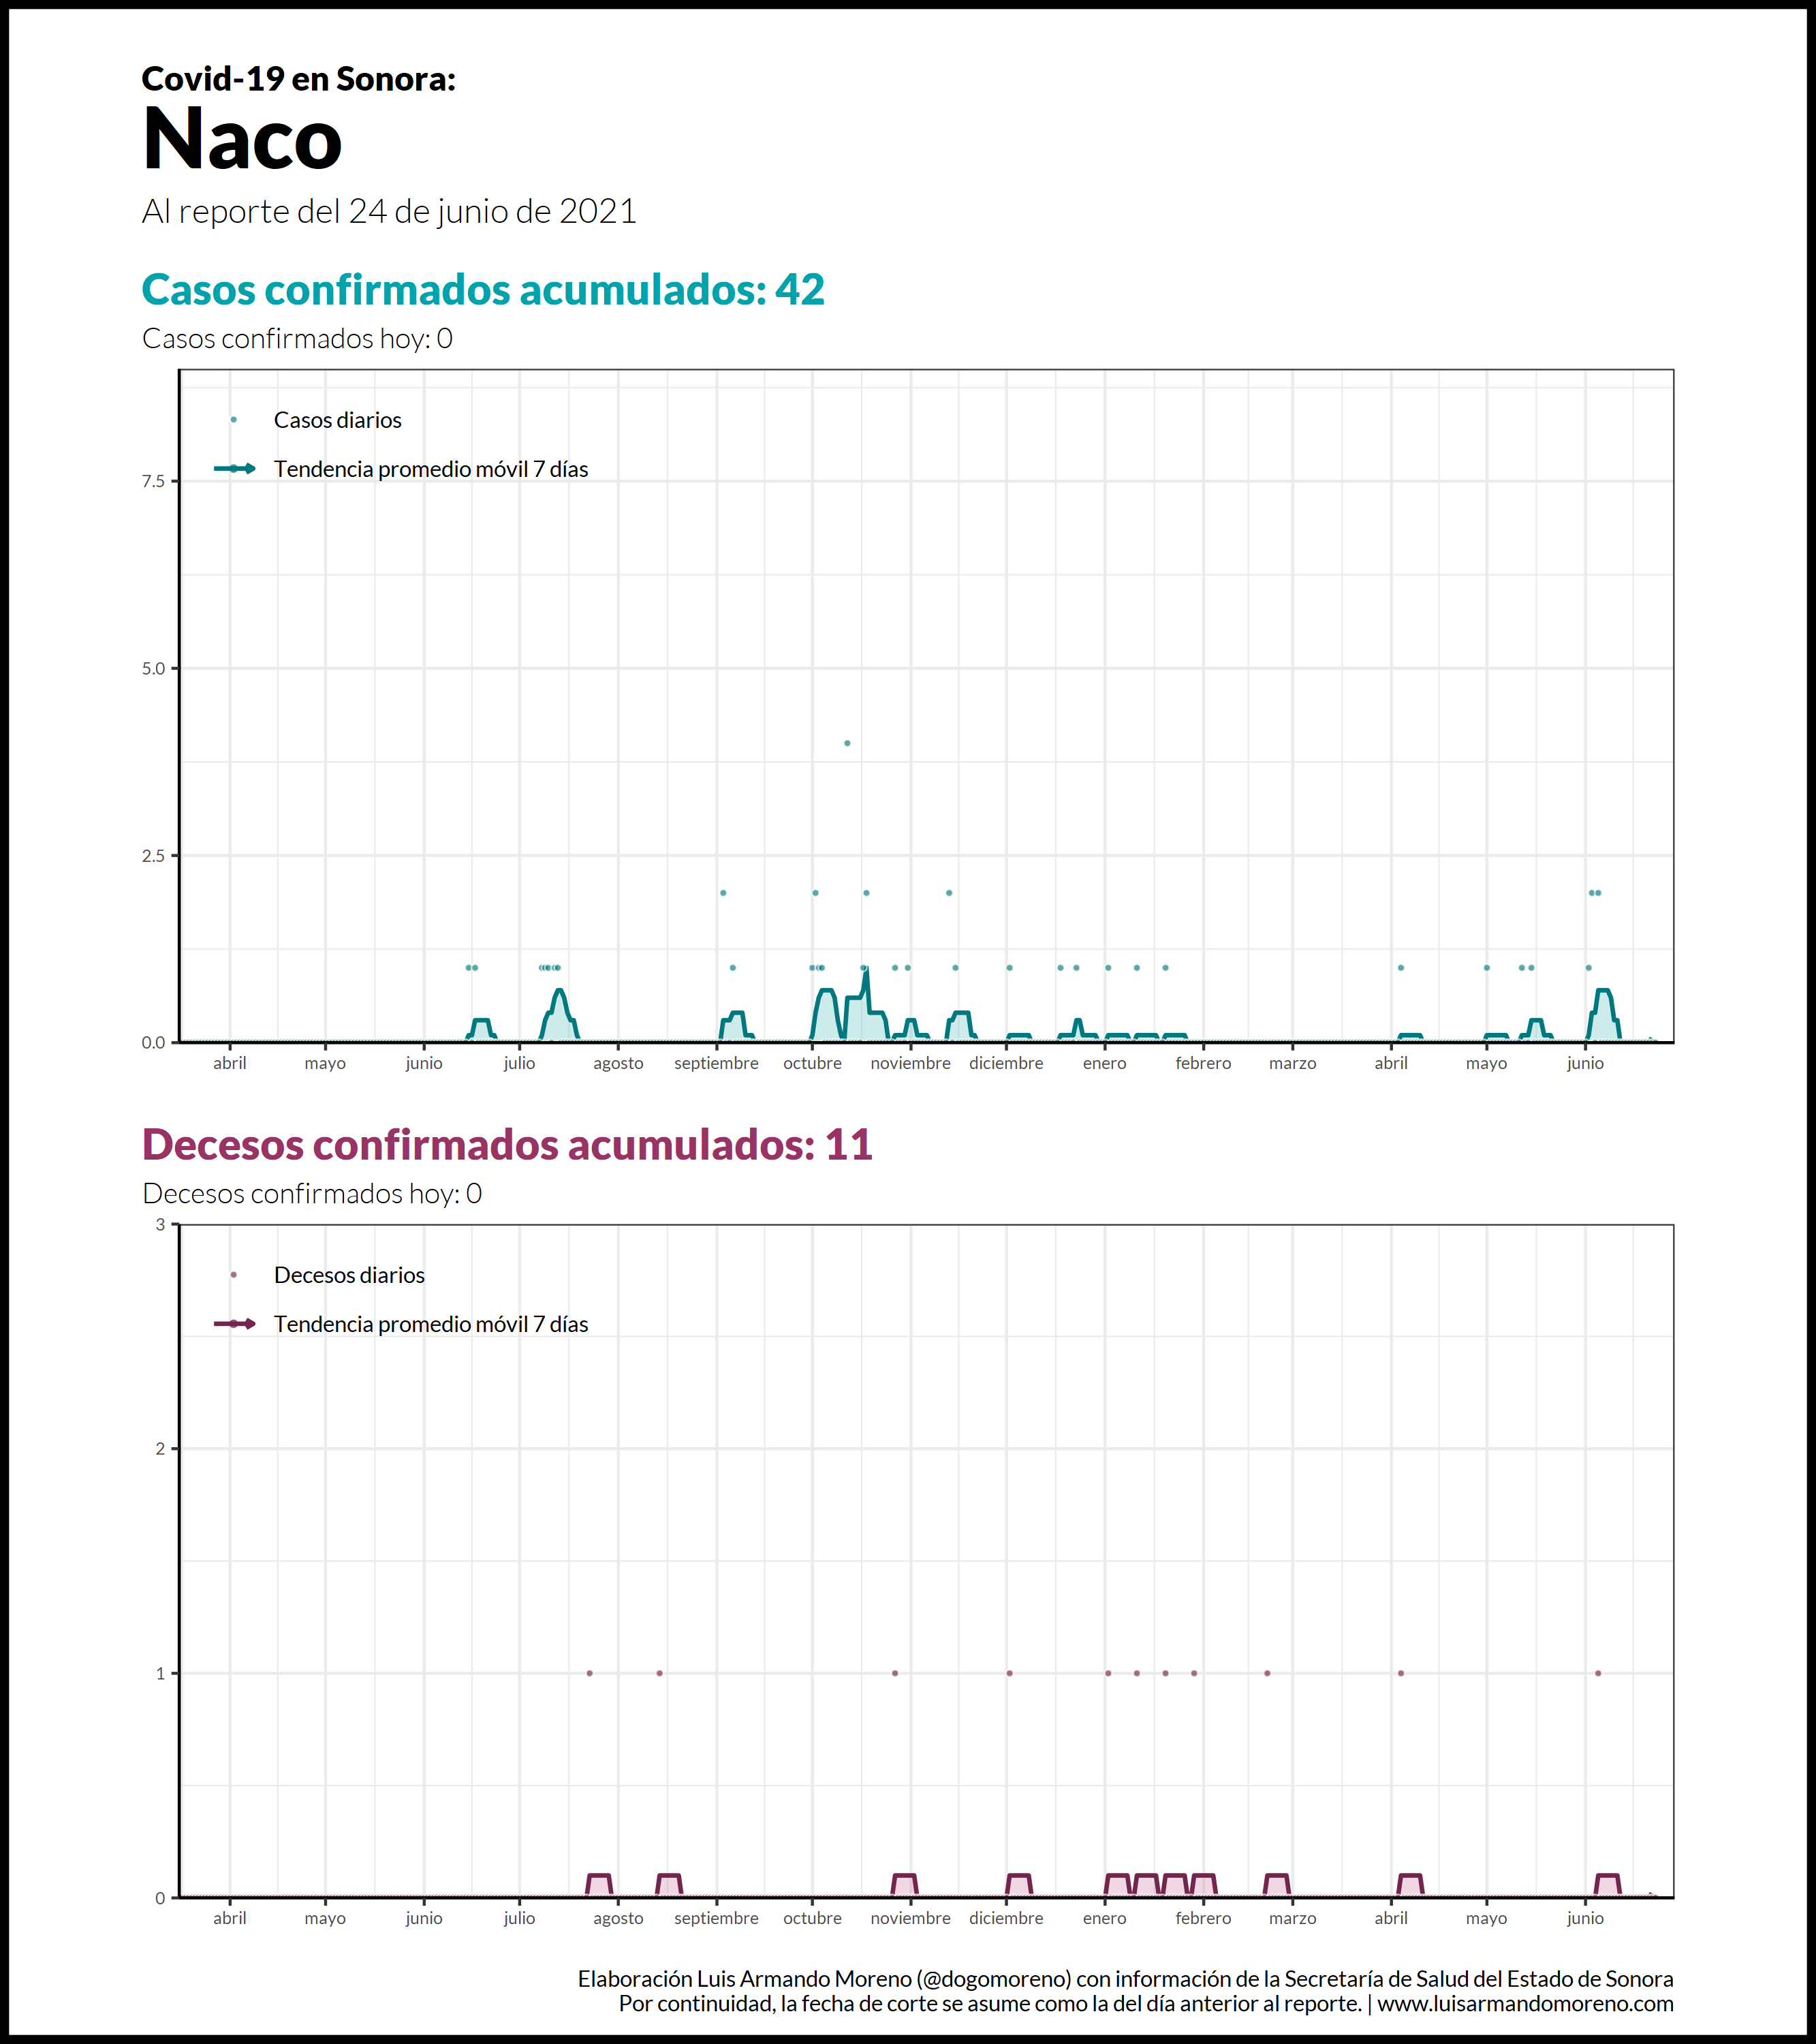 Covid-19 en Sonora:
Naco
Al reporte del 24 de junio de 2021
Casos confirmados acumulados: 42
Casos confirmados hoy: 0
Casos diarios
Tendencia promedio móvil 7 días
7.5
5.0
2.5
0.0
abril mayo junio julio agosto septiembre octubre noviembre diciembre enero febrero marzo abril mayo junio
Decesos confirmados acumulados: 11
Decesos confirmados hoy: 0
3
Decesos diarios
Tendencia promedio móvil 7 días
2
1
0
abril mayo junio julio agosto septiembre octubre noviembre diciembre enero febrero marzo abril mayo junio
Elaboración Luis Armando Moreno (@dogomoreno) con información de la Secretaría de Salud del Estado de Sonora
Por continuidad, la fecha de corte se asume como la del día anterior al reporte. | www.luisarmandomoreno.com